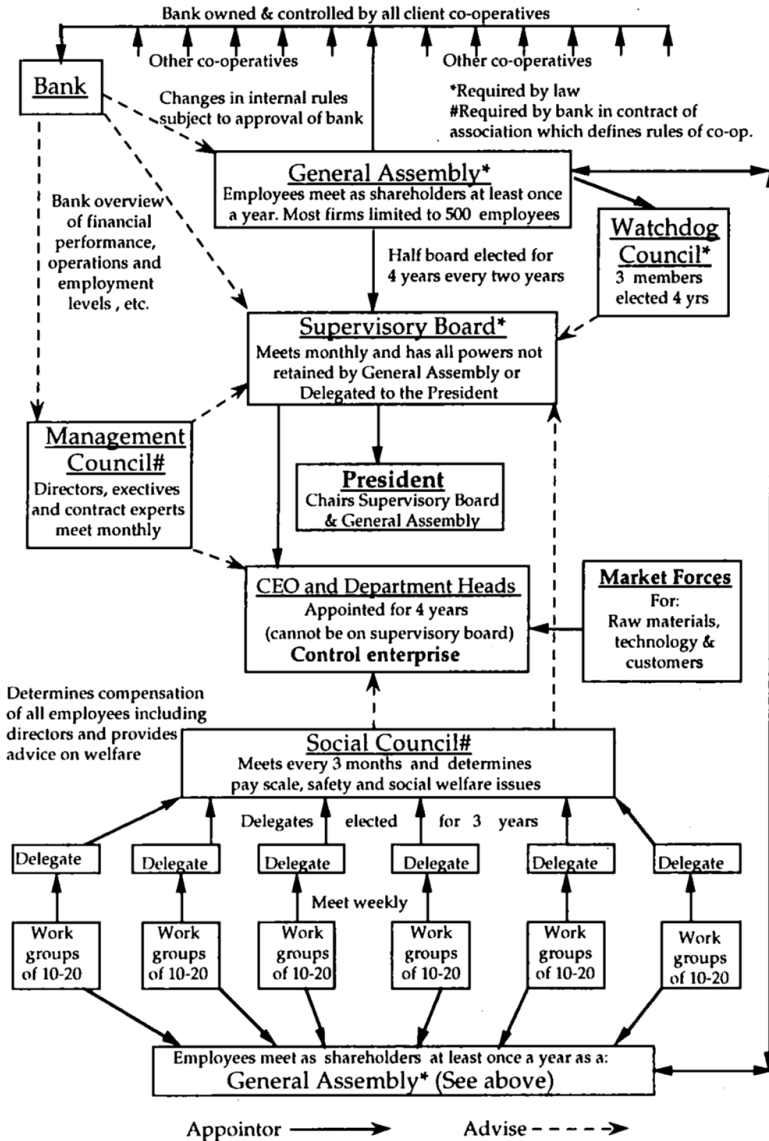 Bank owned & controlled by all client co-operatives
Other co-operatives
Other co-operatives
Bank
Changes in internal rules
subject to approval of bank
*Required by law
#Required by bank in contract of
association which defines rules of co-op.
General Assembly*
Employees meet as shareholders at least once
a year. Most firms limited to 500 employees
Bank overview
of financial
performance,
operations and
employment
levels , etc.
Half board elected for
4 years every two years
Watchdog
Council*
3 members
elected 4 yrs
Supervisory Board*
Meets monthly and has all powers not
retained by General Assembly or
Delegated to the President
Management
Council#
Directors, exectives
and contract experts
meet monthly
President
Chairs Supervisory Board
& General Assembly
CEO and Department Heads
Appointed for 4 years
(cannot be on supervisory board)
Control enterprise
Market Forces
For:
Raw materials,
technology &
customers
Determines compensation
of all employees including
directors and provides
advice on welfare
Social Council#
Meets every 3 months and determines
pay scale, safety and social welfare issues
Delegates elected for 3 years
Delegate Delegate Delegate Delegate Delegate Delegate
Meet weekly
Work
groups
of 10-20
Work
groups
of 10-20
Work
groups
of 10-20
Work
groups
of 10-20
Work
groups
of 10-20
Work
groups
of 10-20
Employees meet as shareholders at least once a year as a:
General Assembly* (See above)
Appointor
Advise